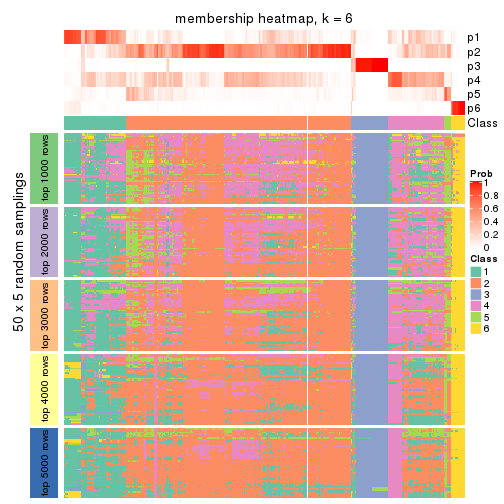 membership heatmap, k = 6
p1
p2
p3
p4
p5
p6
Class
50 x 5 random samplings
top 1000 rows
top 2000 rows
top 3000 rows
top 4000 rows
top 5000 rows
Prob
1
0.8
0.6
0.4
0.2
0
Class
1
2
3
4
5
6